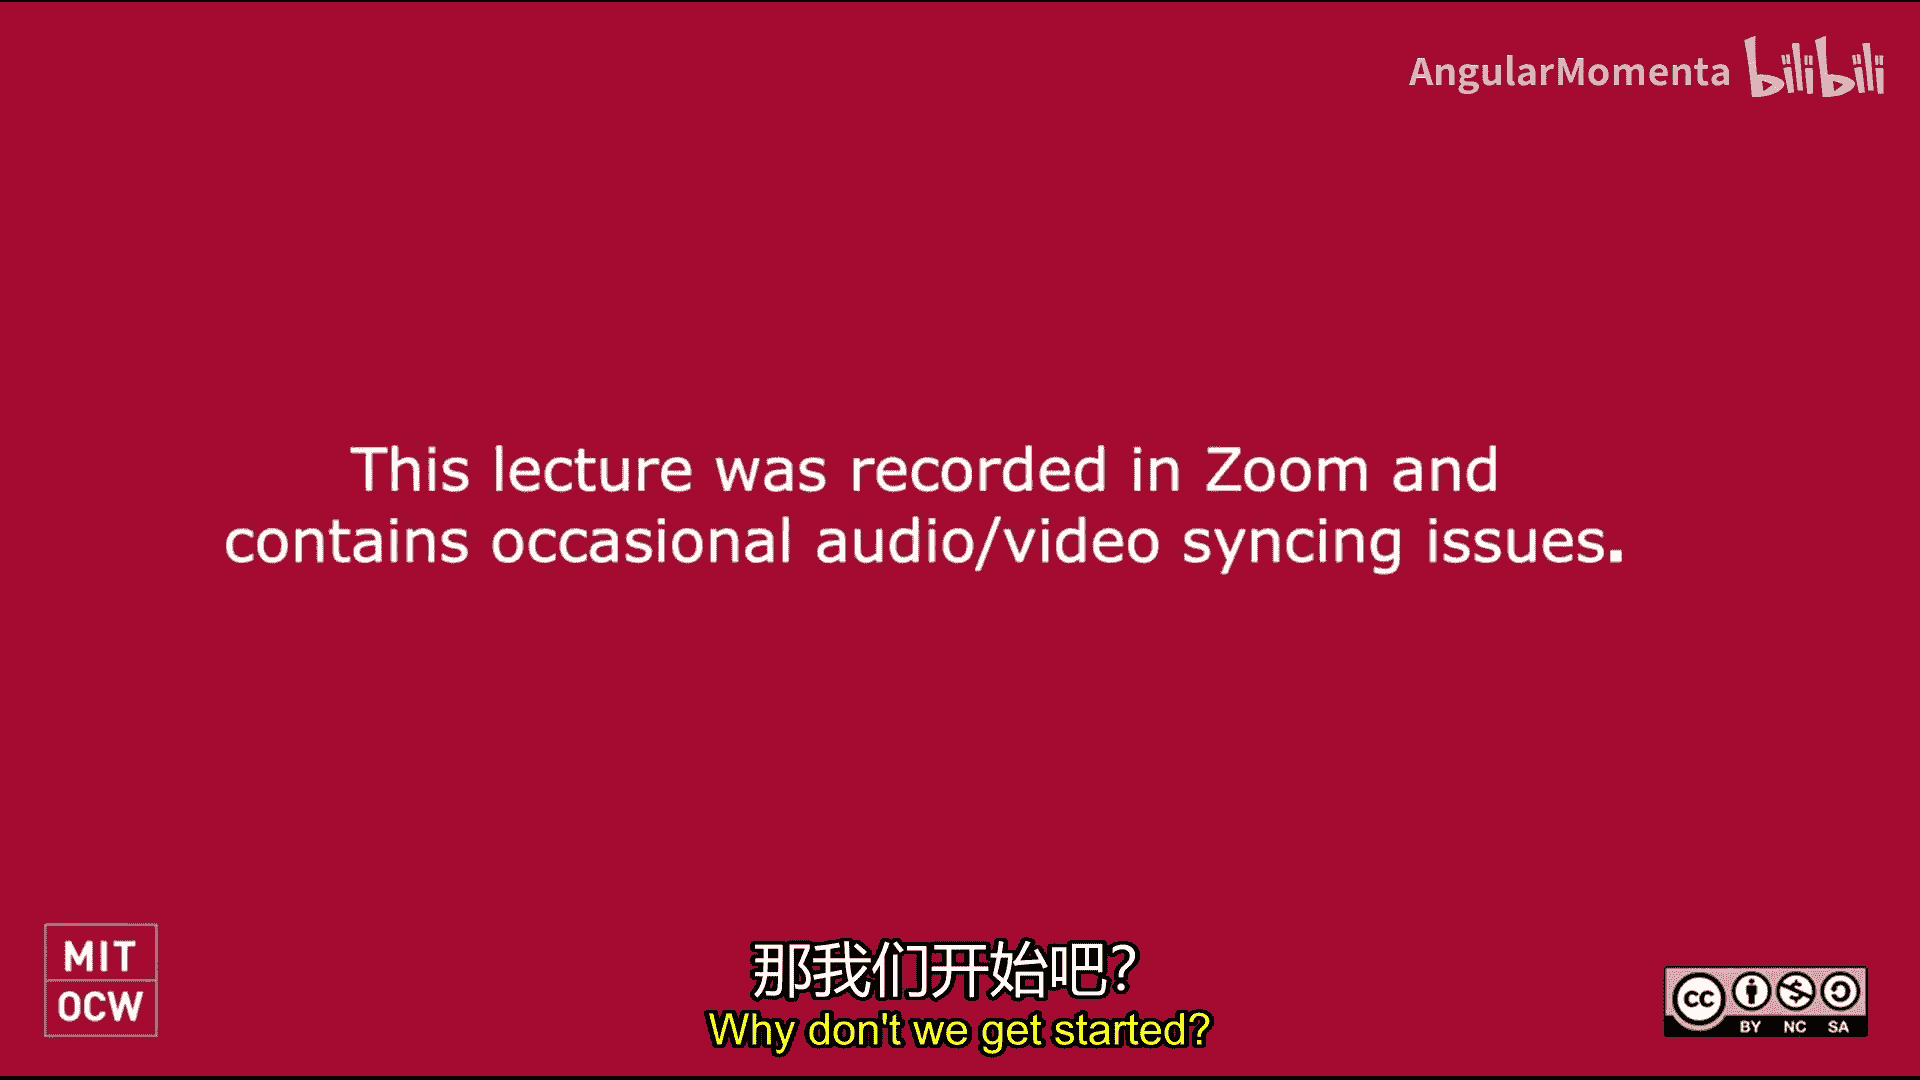 AngularMomenta bilibili
This lecture was recorded in Zoom and
contains occasional audio/video syncing issues.
MIT
OCW
那我们开始吧?
Why don't we get started?
cc
BY NC SA